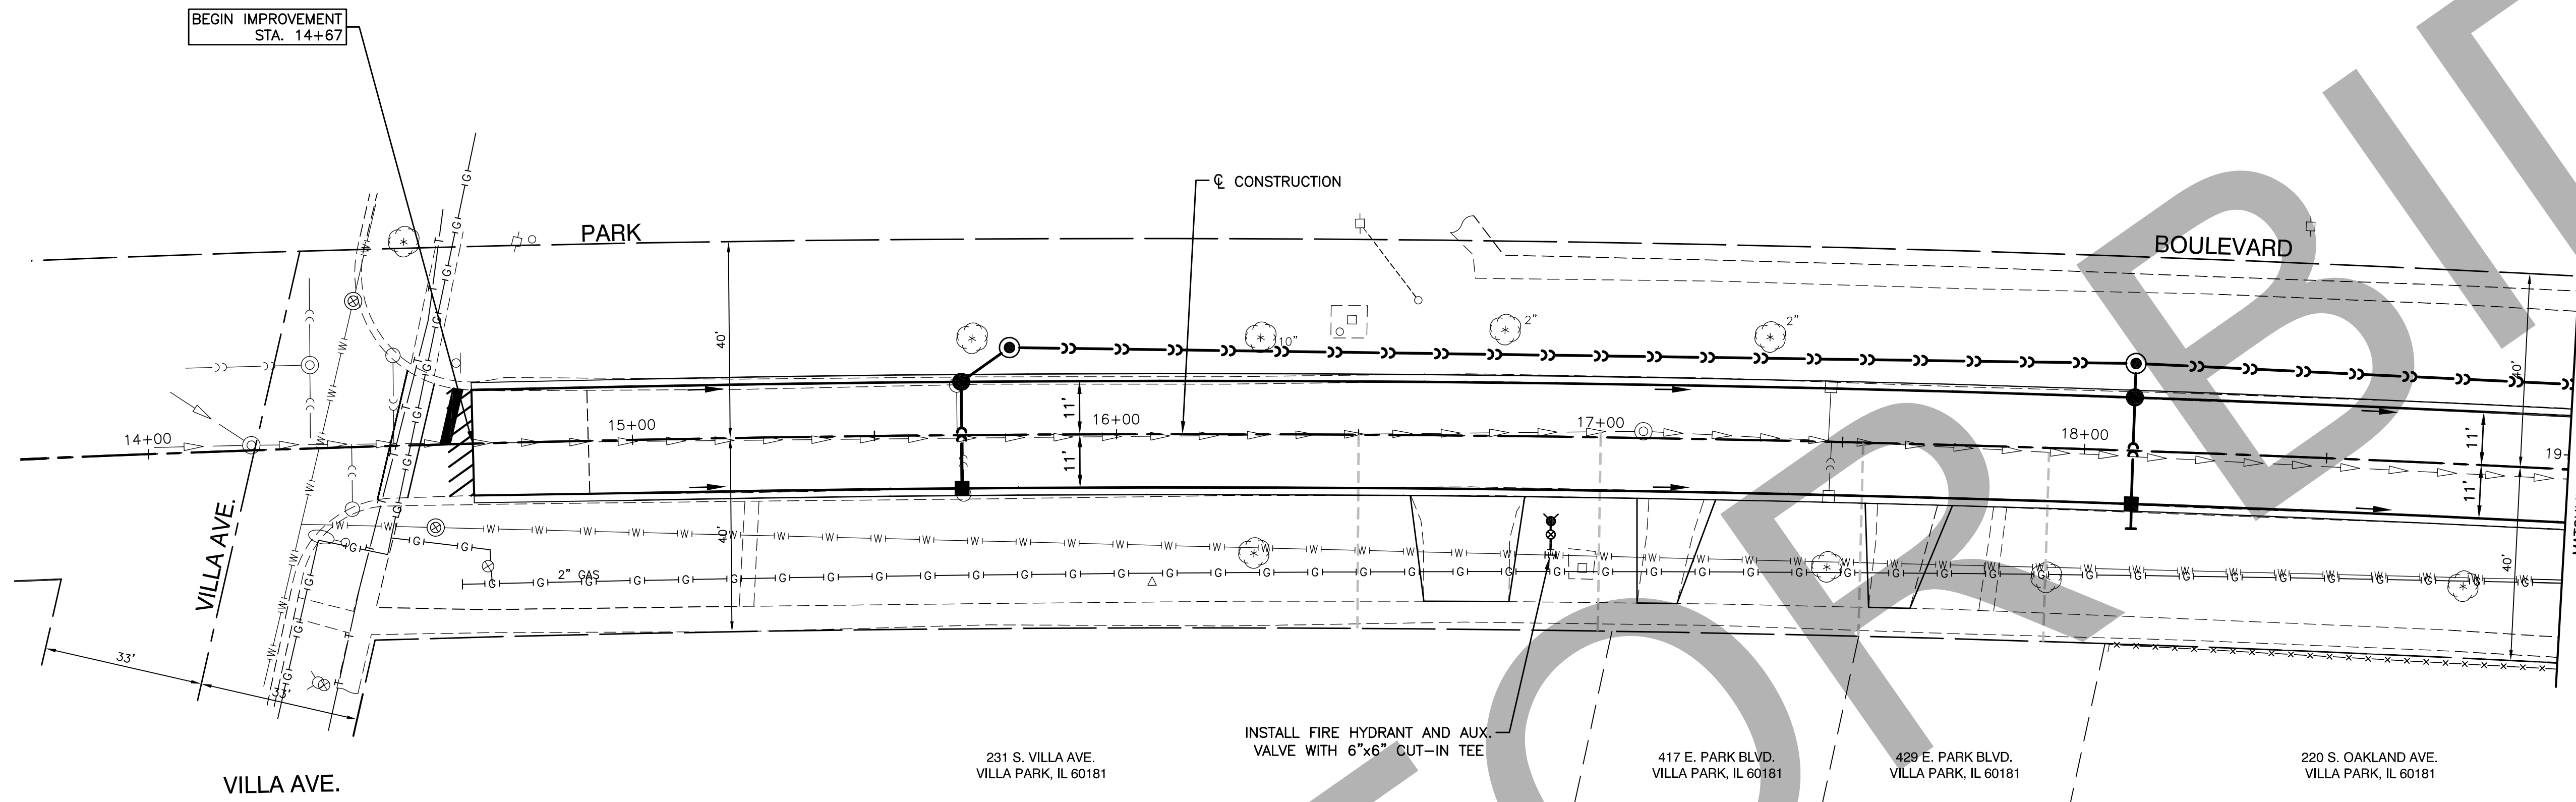 BEGIN IMPROVEMENT
STA. 14+67
℄ CONSTRUCTION
PARK
BOULEVARD
40'
40'
2"
2"
10"
11'
11'
14+00
15+00
16+00
17+00
18+00
19
11'
11'
40'
40'
VILLA AVE.
2" GAS
33'
33'
INSTALL FIRE HYDRANT AND AUX.
VALVE WITH 6"x6" CUT-IN TEE
231 S. VILLA AVE.
VILLA PARK, IL 60181
417 E. PARK BLVD.
VILLA PARK, IL 60181
429 E. PARK BLVD.
VILLA PARK, IL 60181
220 S. OAKLAND AVE.
VILLA PARK, IL 60181
VILLA AVE.
FOR BI